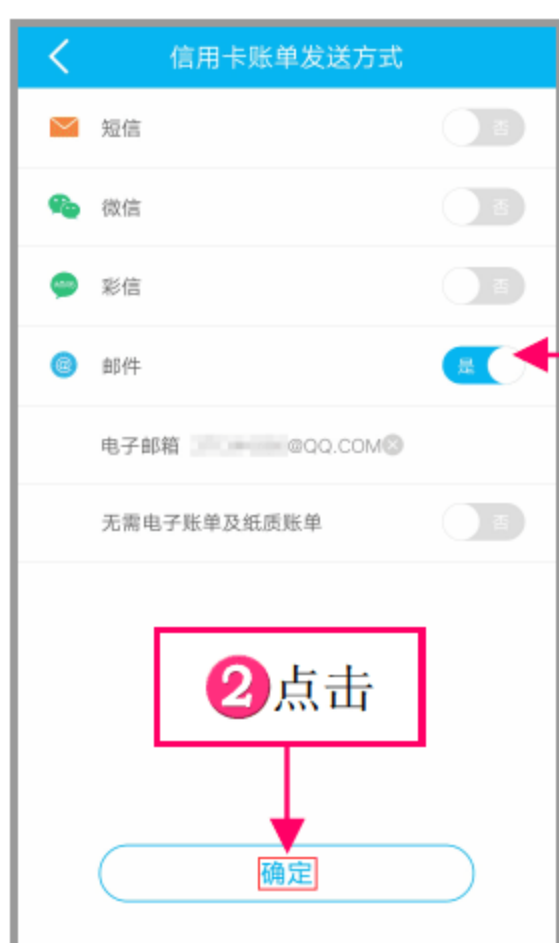 信用卡账单发送方式
短信 否
微信 否
彩信 否
邮件 是
电子邮箱 @QQ.COM
无需电子账单及纸质账单 否
2点击
确定